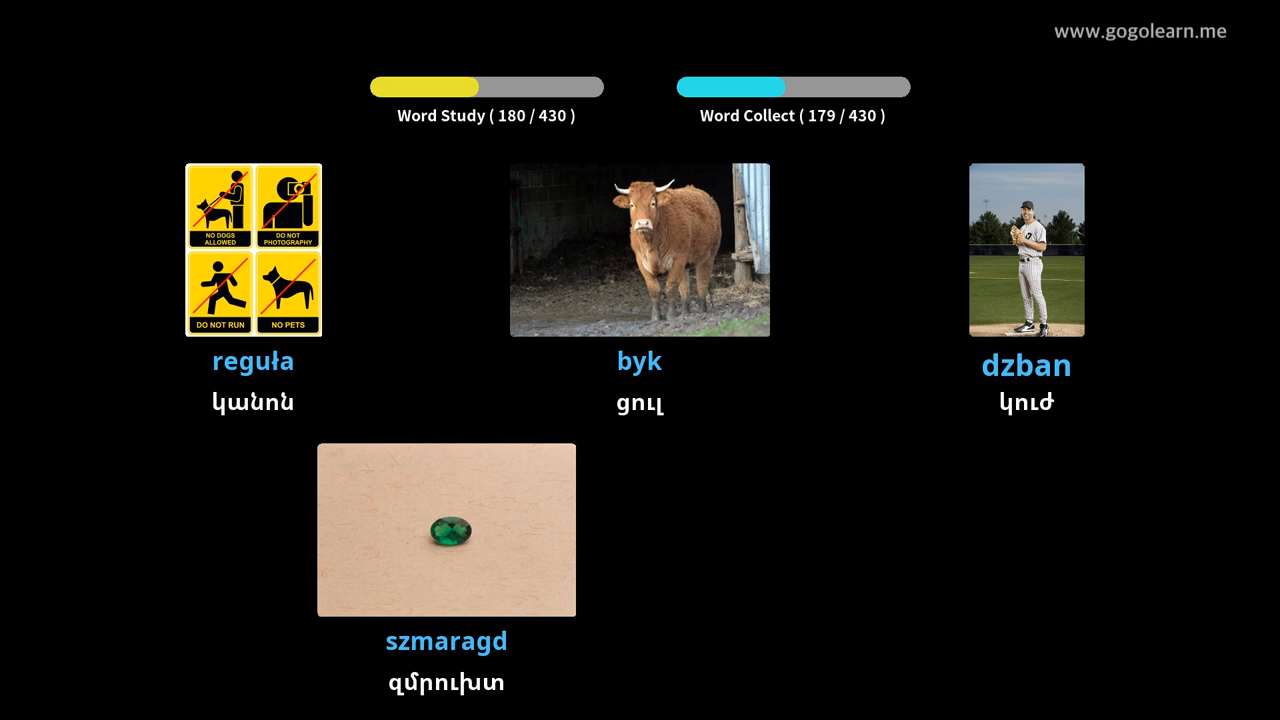 www.gogolearn.me
Word Study ( 180 / 430 )
Word Collect ( 179 / 430 )
NO DOGS
ALLOWED
DO NOT
PHOTOGRAPHY
DO NOT RUN
NO PETS
reguła
byk
dzban
կանոն
ցուլ
կուժ
szmaragd
զմրուխտ